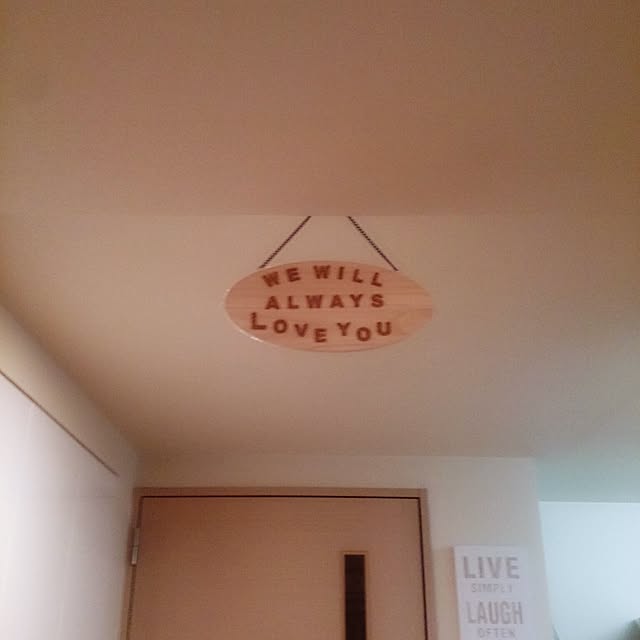 WE WILL
ALWAYS
LOVE YOU
LIVE
SIMPLY
LAUGH
OFTEN